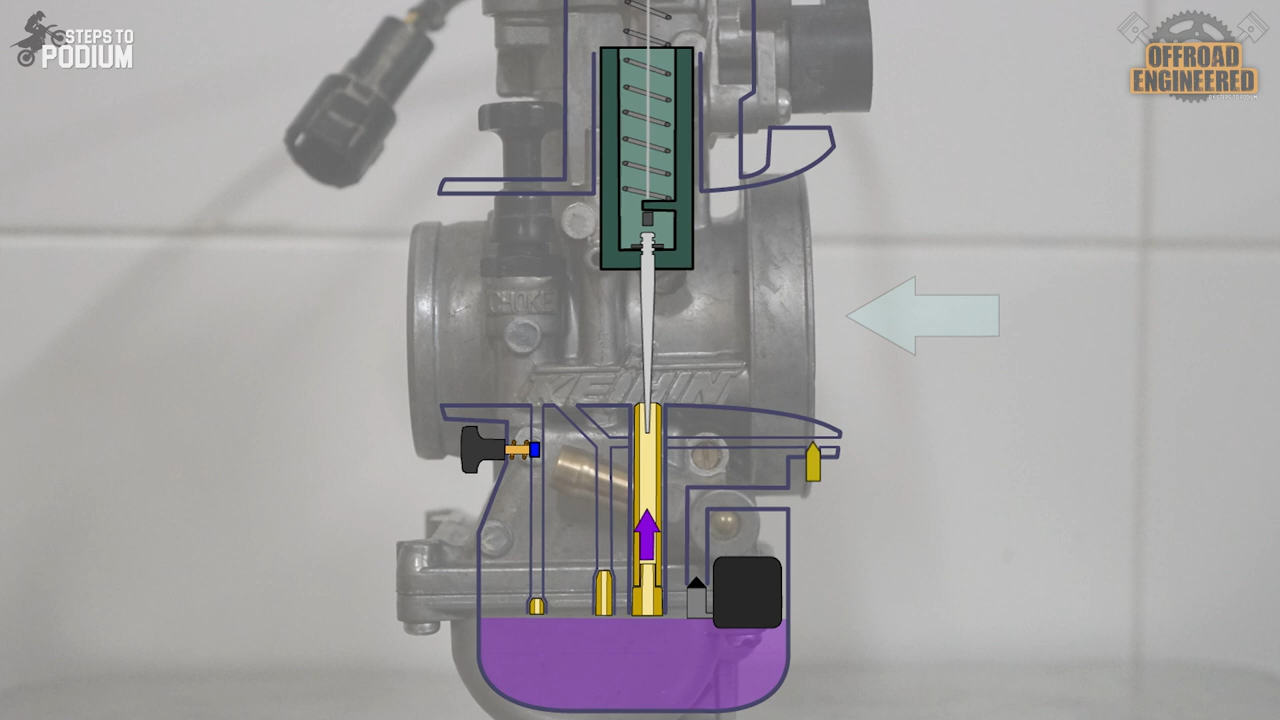 STEPS TO
PODIUM
OFFROAD
ENGINEERED
CHOKE
KEIHIN